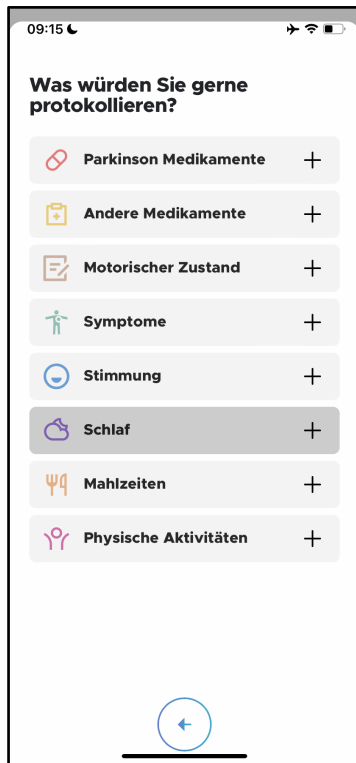 09:15
Was würden Sie gerne
protokollieren?
Parkinson Medikamente
Andere Medikamente
Motorischer Zustand
Symptome
Stimmung
Schlaf
Mahlzeiten
Physische Aktivitäten